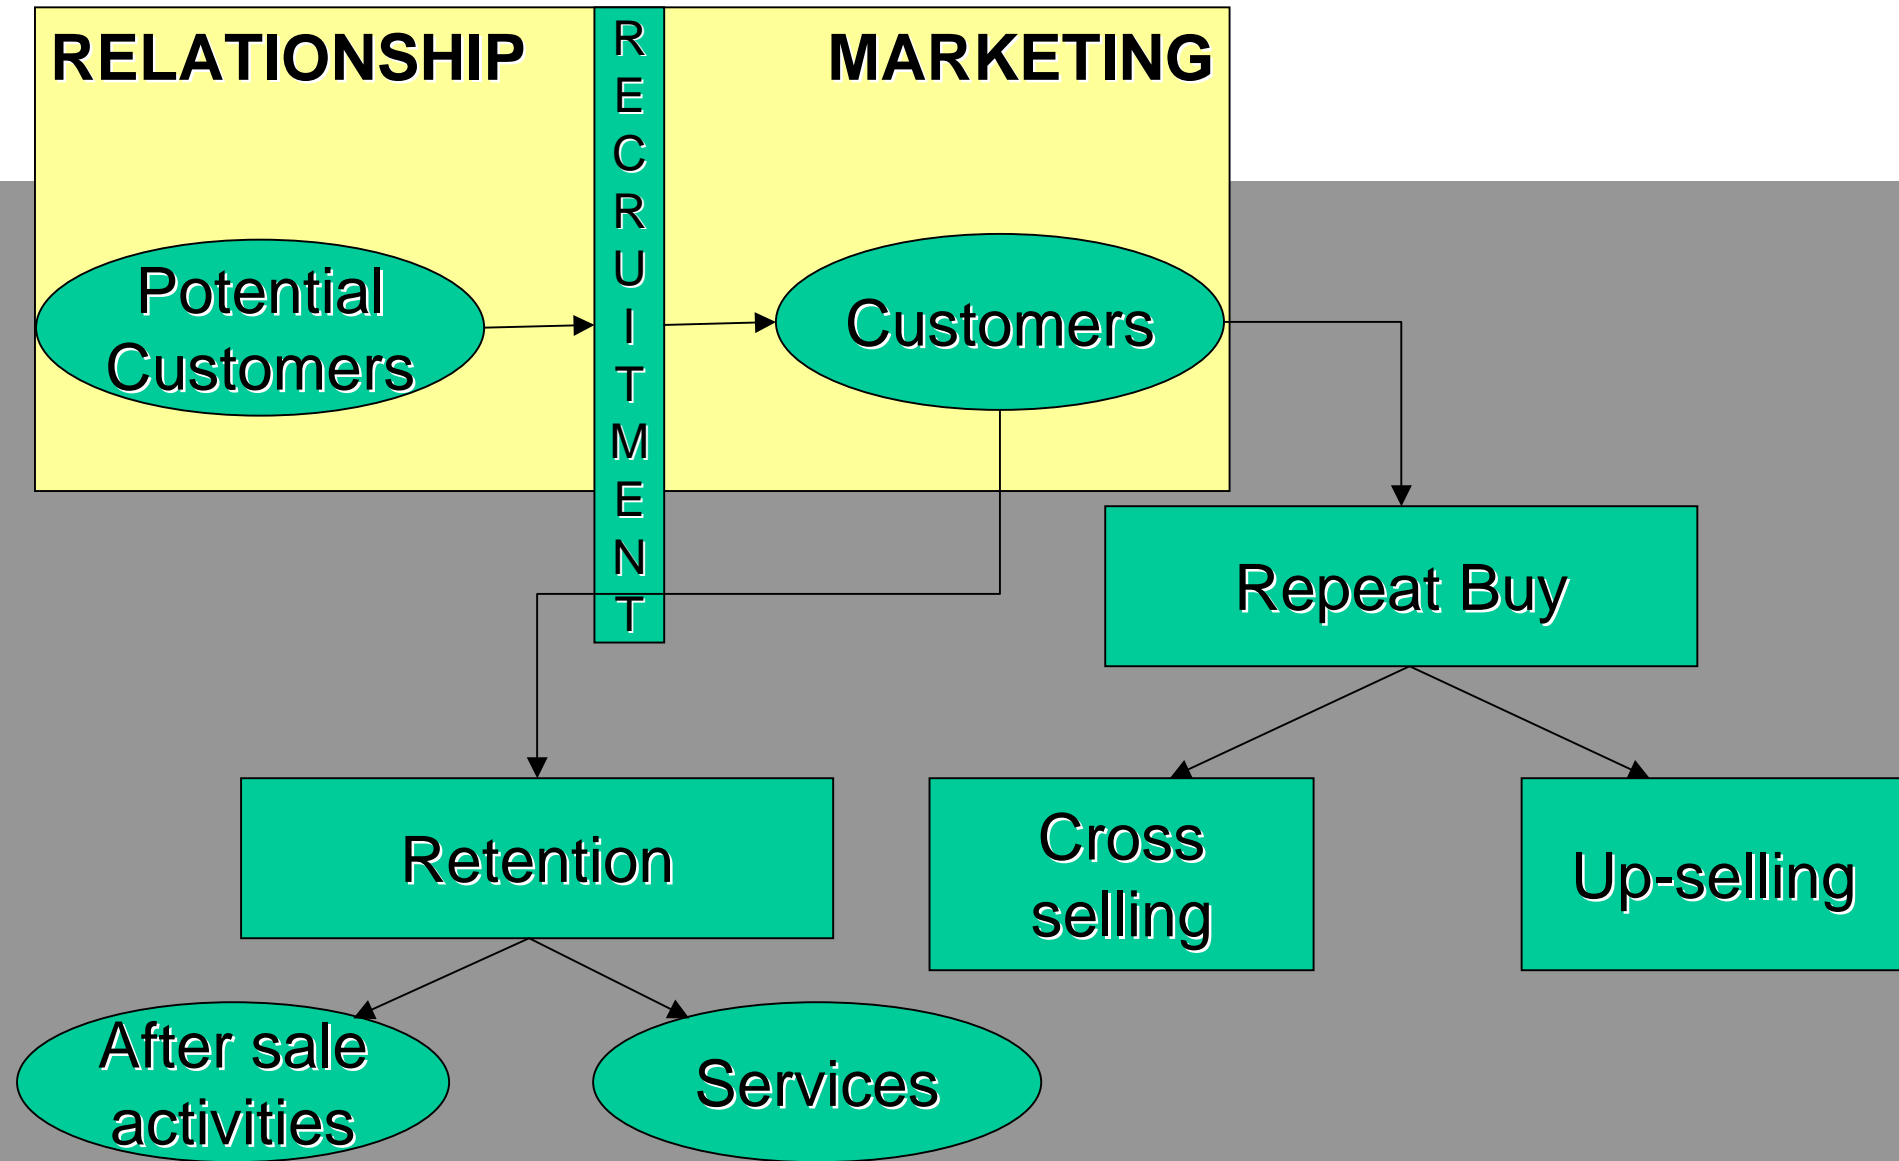 RELATIONSHIP
MARKETING
RECRUITMENT
Potential
Customers
Customers
Repeat Buy
Retention
Cross
selling
Up-selling
After sale
activities
Services